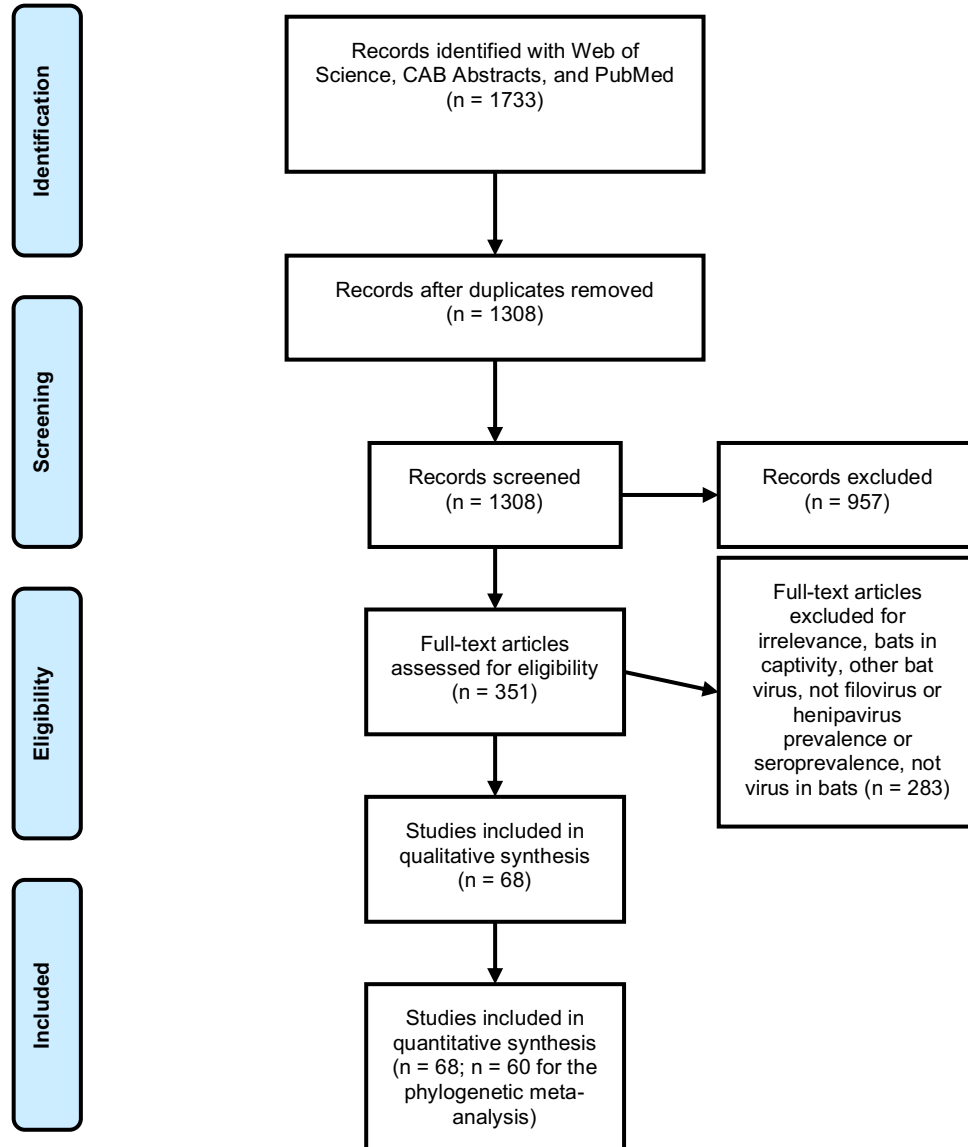 Identification
Records identified with Web of
Science, CAB Abstracts, and PubMed
(n = 1733)
Records after duplicates removed
(n = 1308)
Screening
Records screened
(n = 1308)
Records excluded
(n = 957)
Eligibility
Full-text articles
assessed for eligibility
(n = 351)
Full-text articles
excluded for
irrelevance, bats in
captivity, other bat
virus, not filovirus or
henipavirus
prevalence or
seroprevalence, not
virus in bats (n = 283)
Studies included in
qualitative synthesis
(n = 68)
Included
Studies included in
quantitative synthesis
(n = 68; n = 60 for the
phylogenetic meta-
analysis)